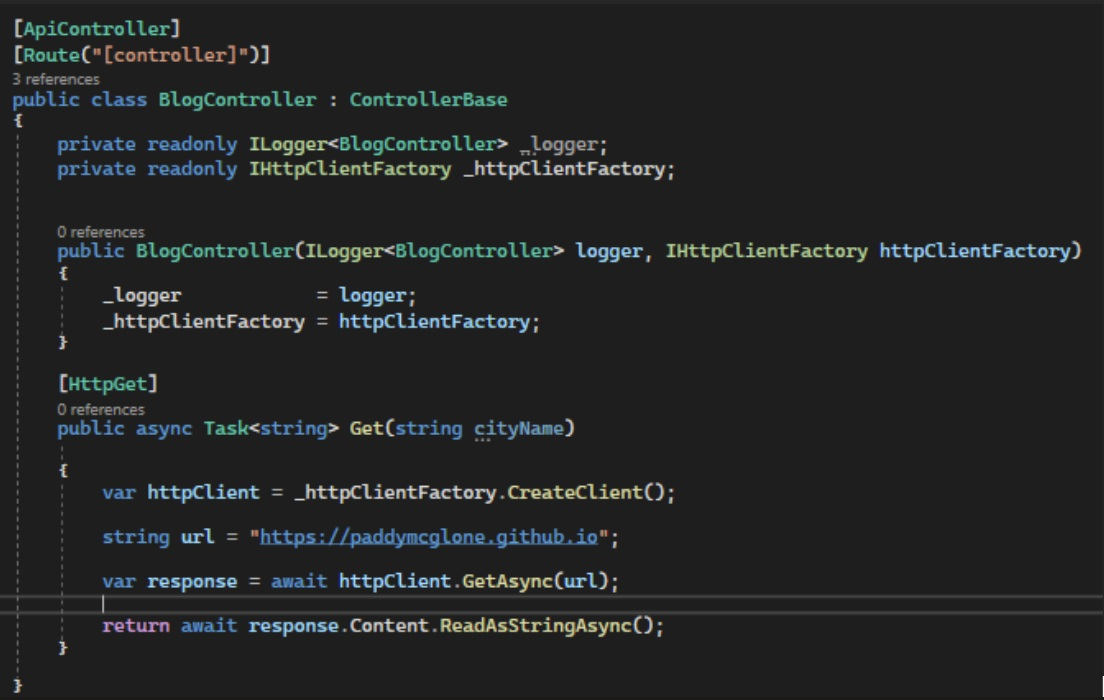 [ApiController]
[Route("[controller]")]
3 references
public class BlogController : ControllerBase
{
    private readonly ILogger<BlogController> _logger;
    private readonly IHttpClientFactory _httpClientFactory;
    0 references
    public BlogController(ILogger<BlogController> logger, IHttpClientFactory httpClientFactory)
    {
        _logger            = logger;
        _httpClientFactory = httpClientFactory;
    }
    [HttpGet]
    0 references
    public async Task<string> Get(string cityName)
    {
        var httpClient = _httpClientFactory.CreateClient();
        string url = "https://paddymcglone.github.io";
        var response = await httpClient.GetAsync(url);
        return await response.Content.ReadAsStringAsync();
    }
}